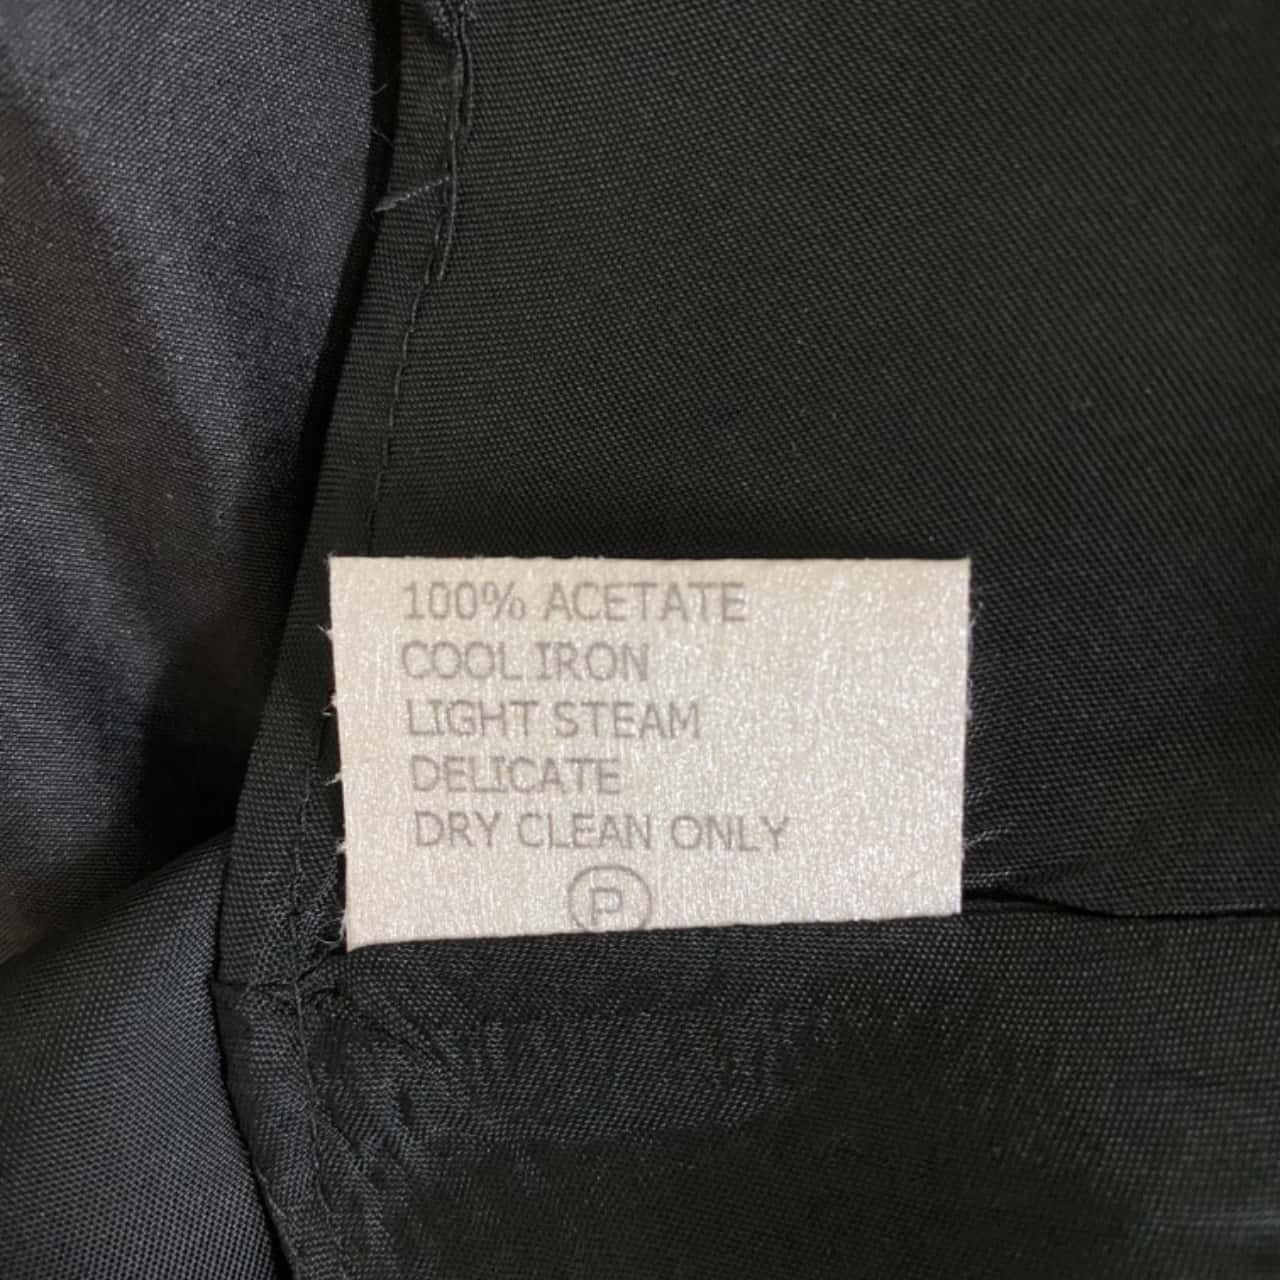 100% ACETATE
COOL IRON
LIGHT STEAM
DELICATE
DRY CLEAN ONLY
P